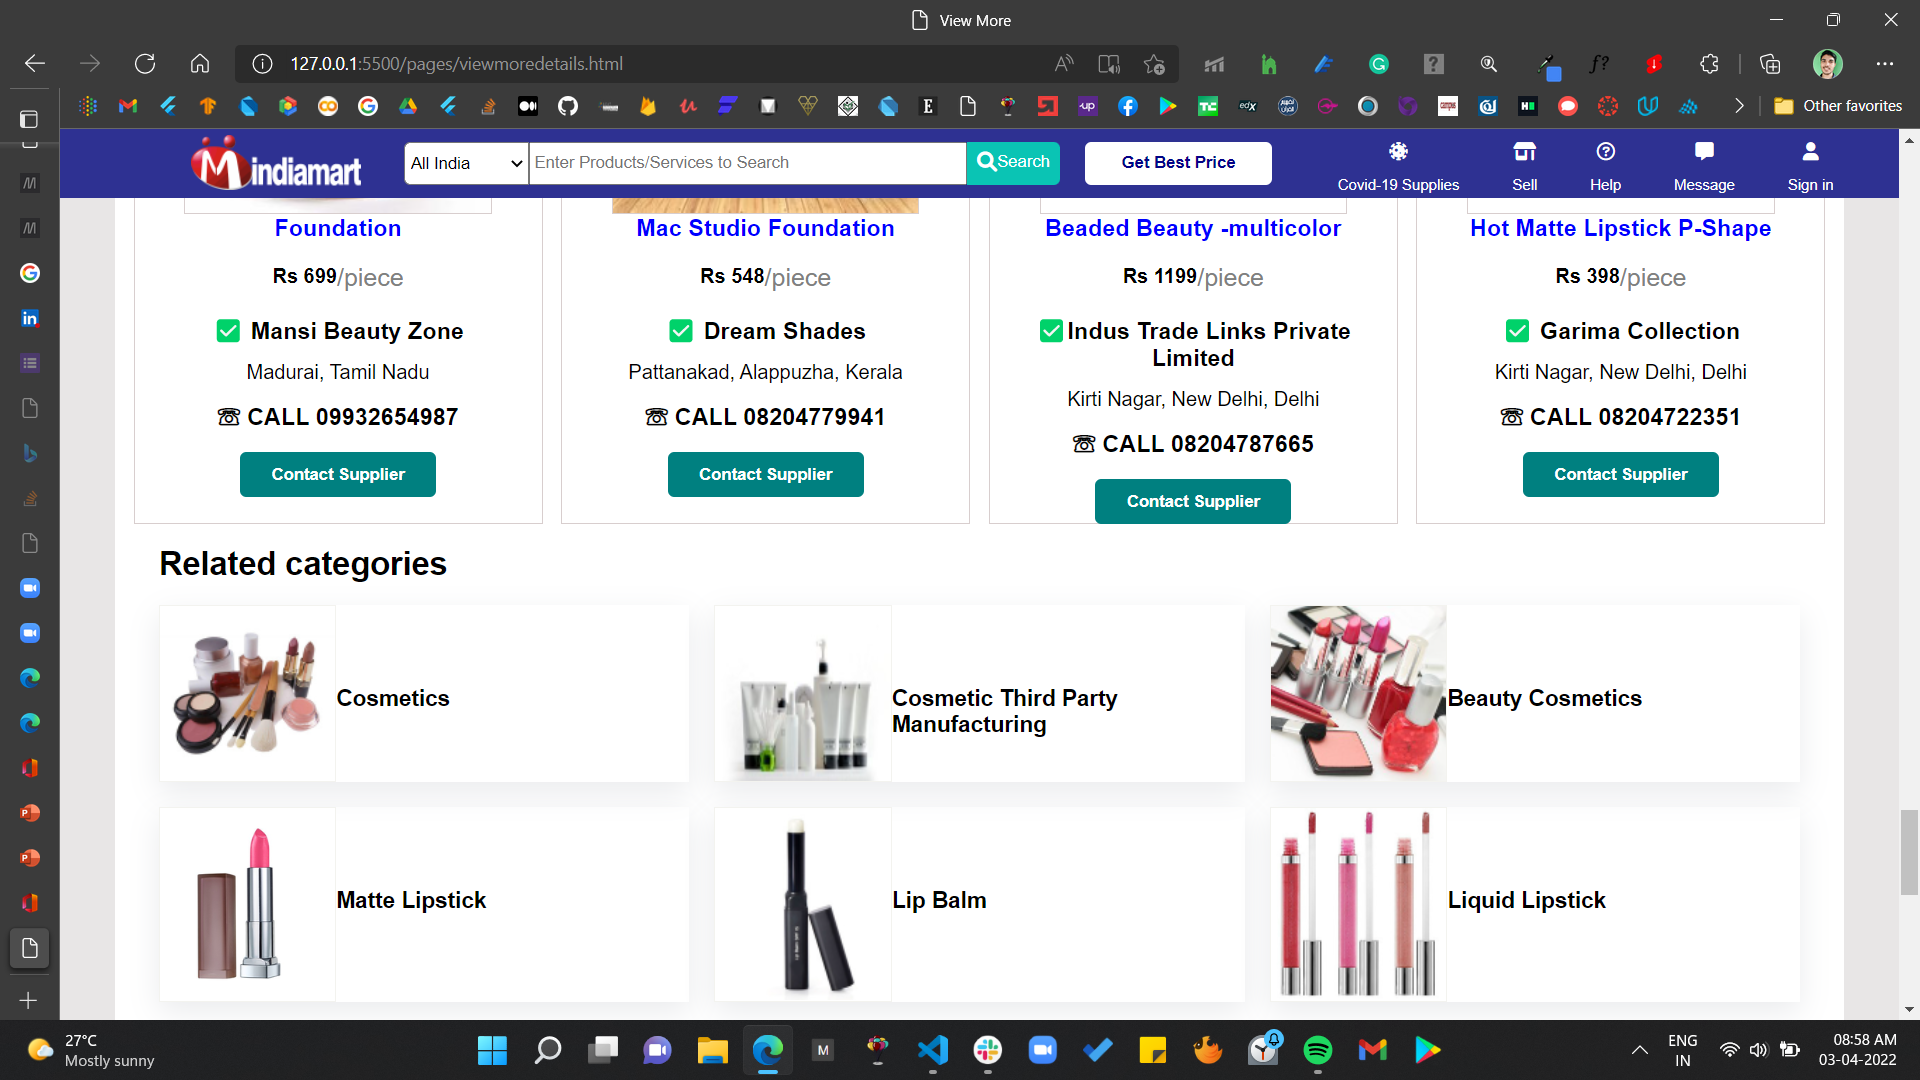 View More
127.0.0.1:5500/pages/viewmoredetails.html
Other favorites
indiamart
All India
Enter Products/Services to Search
Search
Get Best Price
Covid-19 Supplies
Sell
Help
Message
Sign in
Foundation
Rs 699/piece
Mansi Beauty Zone
Madurai, Tamil Nadu
☏ CALL 09932654987
Contact Supplier
Mac Studio Foundation
Rs 548/piece
Dream Shades
Pattanakad, Alappuzha, Kerala
☏ CALL 08204779941
Contact Supplier
Beaded Beauty -multicolor
Rs 1199/piece
Indus Trade Links Private
Limited
Kirti Nagar, New Delhi, Delhi
☏ CALL 08204787665
Contact Supplier
Hot Matte Lipstick P-Shape
Rs 398/piece
Garima Collection
Kirti Nagar, New Delhi, Delhi
☏ CALL 08204722351
Contact Supplier
Related categories
Cosmetics
Cosmetic Third Party
Manufacturing
Beauty Cosmetics
Matte Lipstick
Lip Balm
Liquid Lipstick
27°C
Mostly sunny
ENG
IN
08:58 AM
03-04-2022